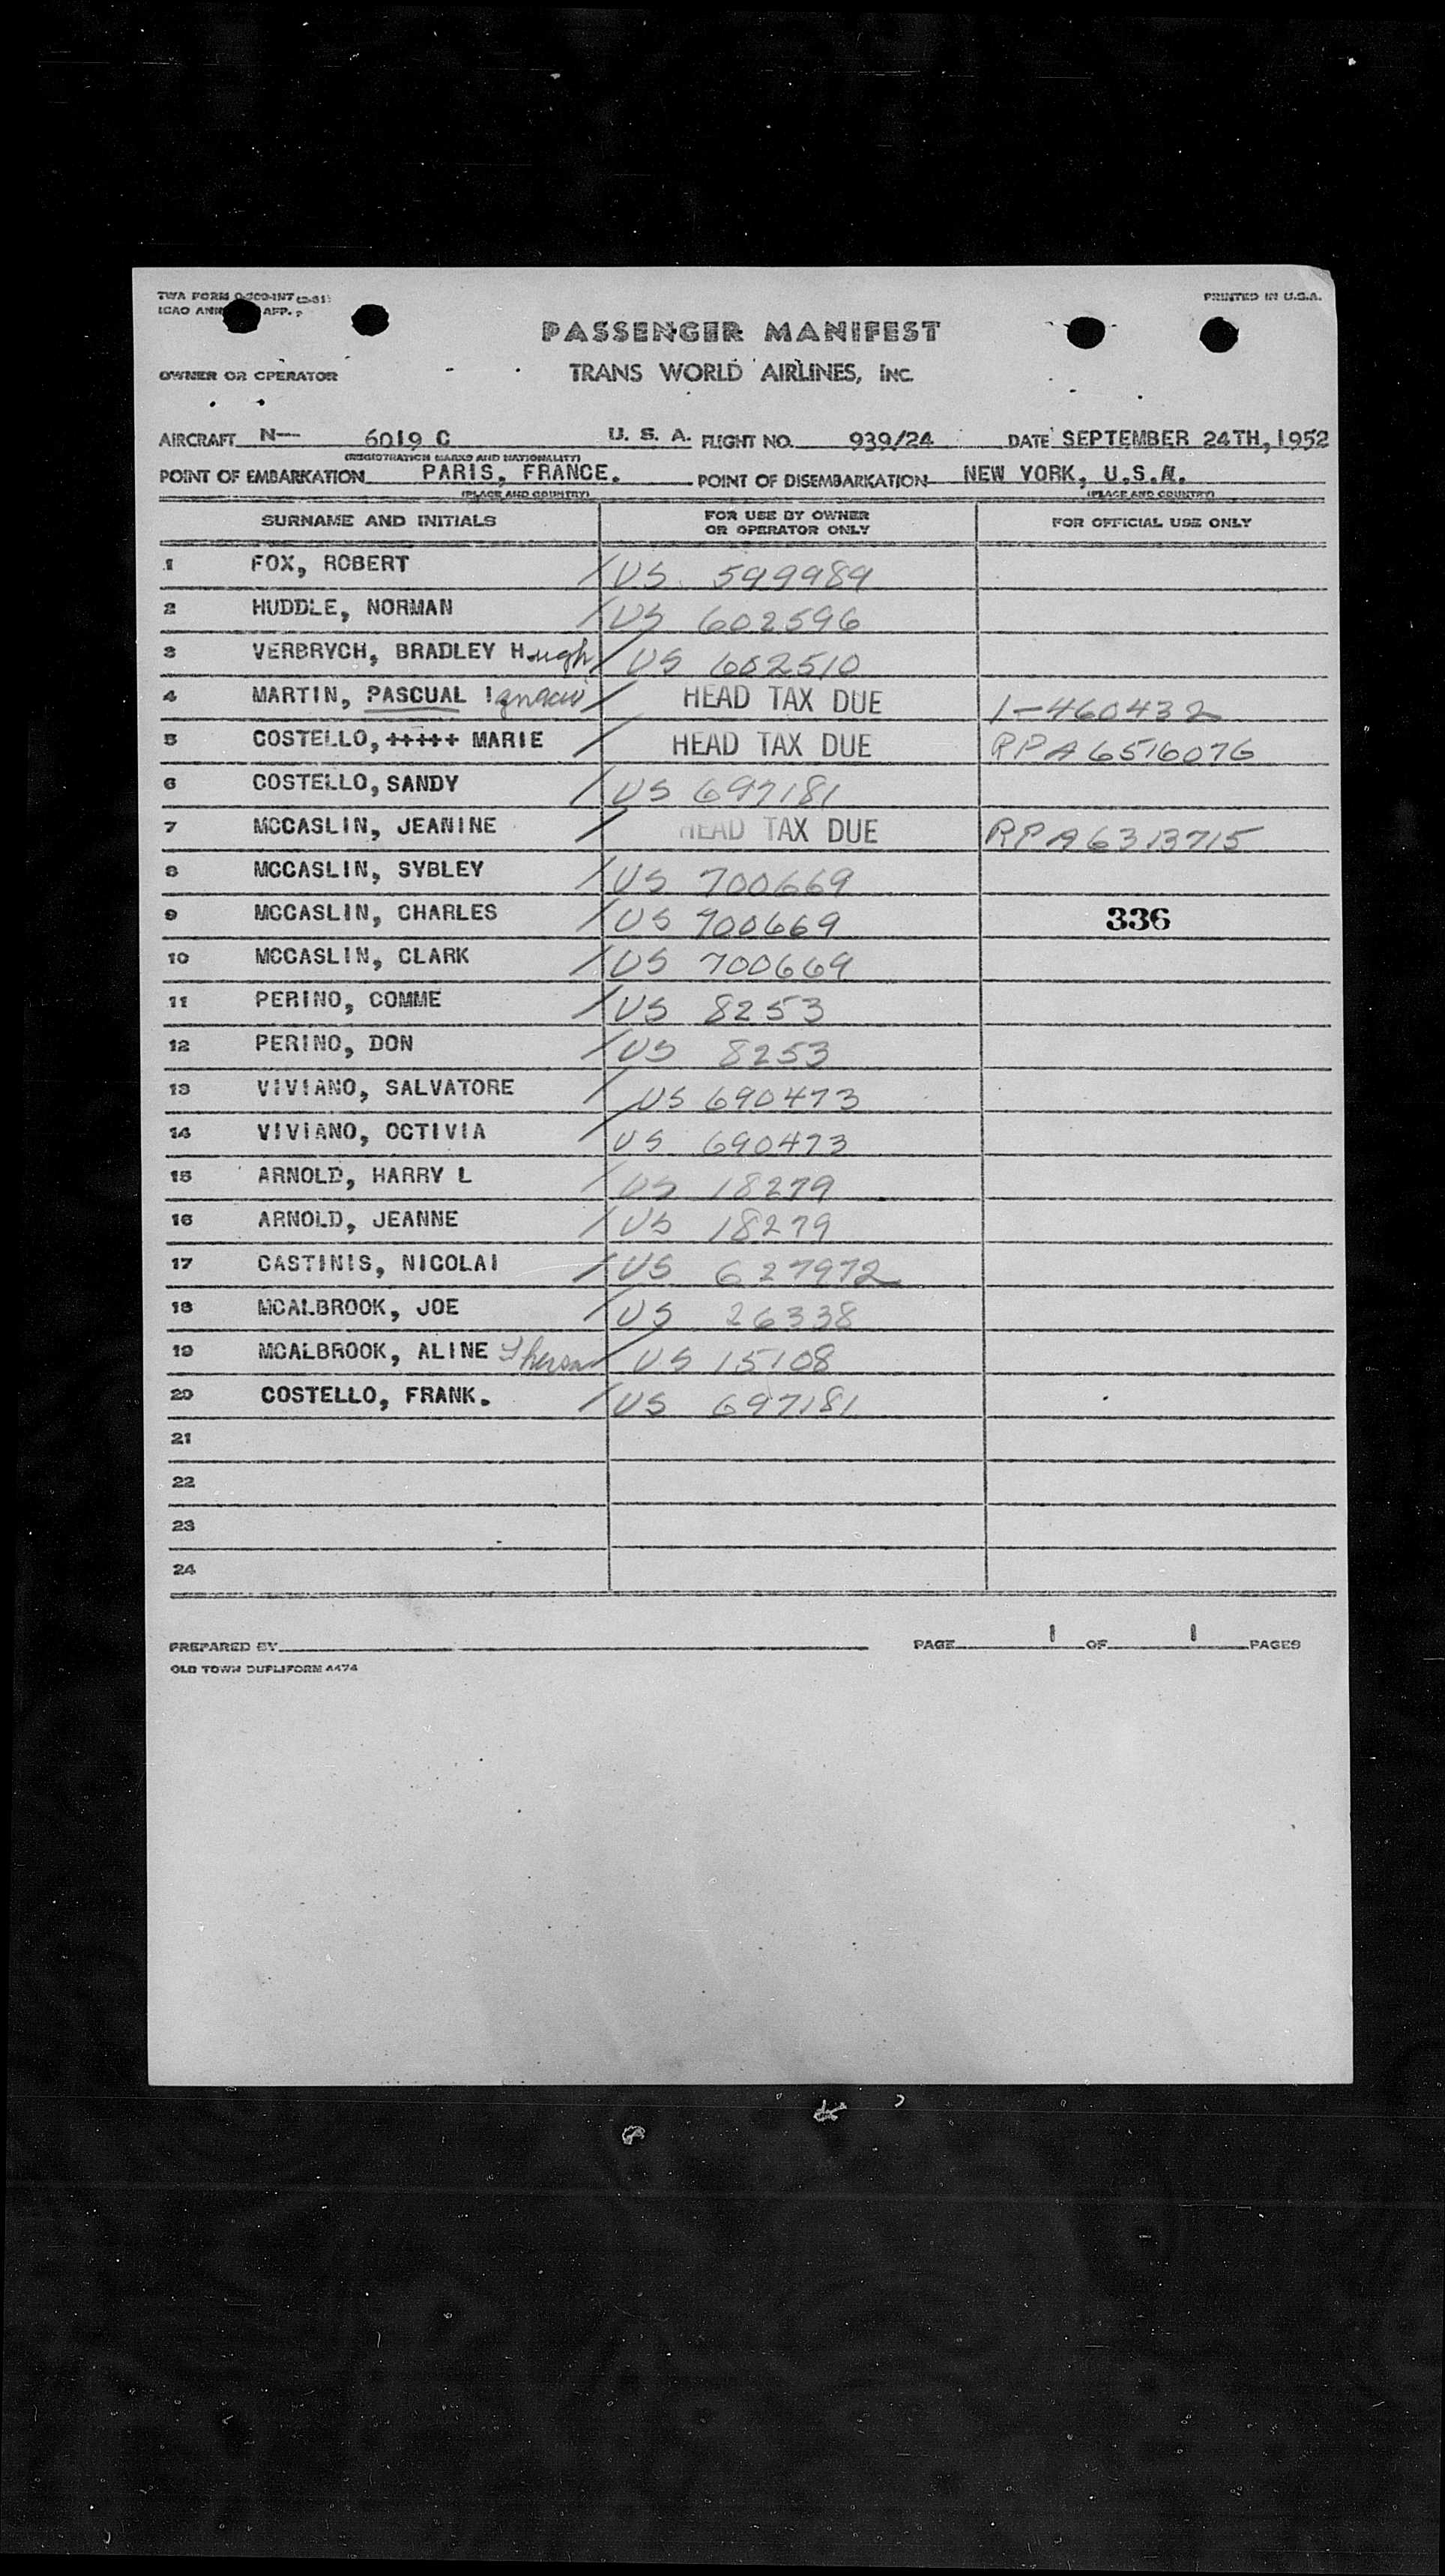 TWA FORM
PRINTED IN U.S.A.
ICAO APP.
PASSENGER MANIFEST
OWNER OR OPERATOR TRANS WORLD AIRLINES, INC.
AIRCRAFT N— 6019 C U. S. A. FLIGHT NO. 939/24 DATE SEPTEMBER 24TH, 1952
(REGISTRATION MARKS AND NATIONALITY)
POINT OF EMBARKATION PARIS, FRANCE. POINT OF DISEMBARKATION NEW YORK, U.S.A.
(PLACE AND COUNTRY) (PLACE AND COUNTRY)
SURNAME AND INITIALS FOR USE BY OWNER OR OPERATOR ONLY FOR OFFICIAL USE ONLY
1 FOX, ROBERT / US 599989
2 HUDDLE, NORMAN / US 602596
3 VERBRYCH, BRADLEY Hugh / US 602510
4 MARTIN, PASCUAL Ignacio / HEAD TAX DUE 1-460432
5 COSTELLO, +++++ MARIE / HEAD TAX DUE RPA6516076
6 COSTELLO, SANDY / US 697181
7 MCCASLIN, JEANINE / HEAD TAX DUE RPA6313715
8 MCCASLIN, SYBLEY / US 700669
9 MCCASLIN, CHARLES / US 700669 336
10 MCCASLIN, CLARK / US 700669
11 PERINO, COMME / US 8253
12 PERINO, DON / US 8253
13 VIVIANO, SALVATORE / US 690473
14 VIVIANO, OCTIVIA / US 690473
15 ARNOLD, HARRY L / US 18279
16 ARNOLD, JEANNE / US 18279
17 CASTINIS, NICOLAI / US 627972
18 MCALBROOK, JOE / US 26338
19 MCALBROOK, ALINE / US 15108
20 COSTELLO, FRANK. / US 697181
21
22
23
24
PREPARED BY PAGE 1 OF 1 PAGES
OLD TOWN DUPLIFORM 4474